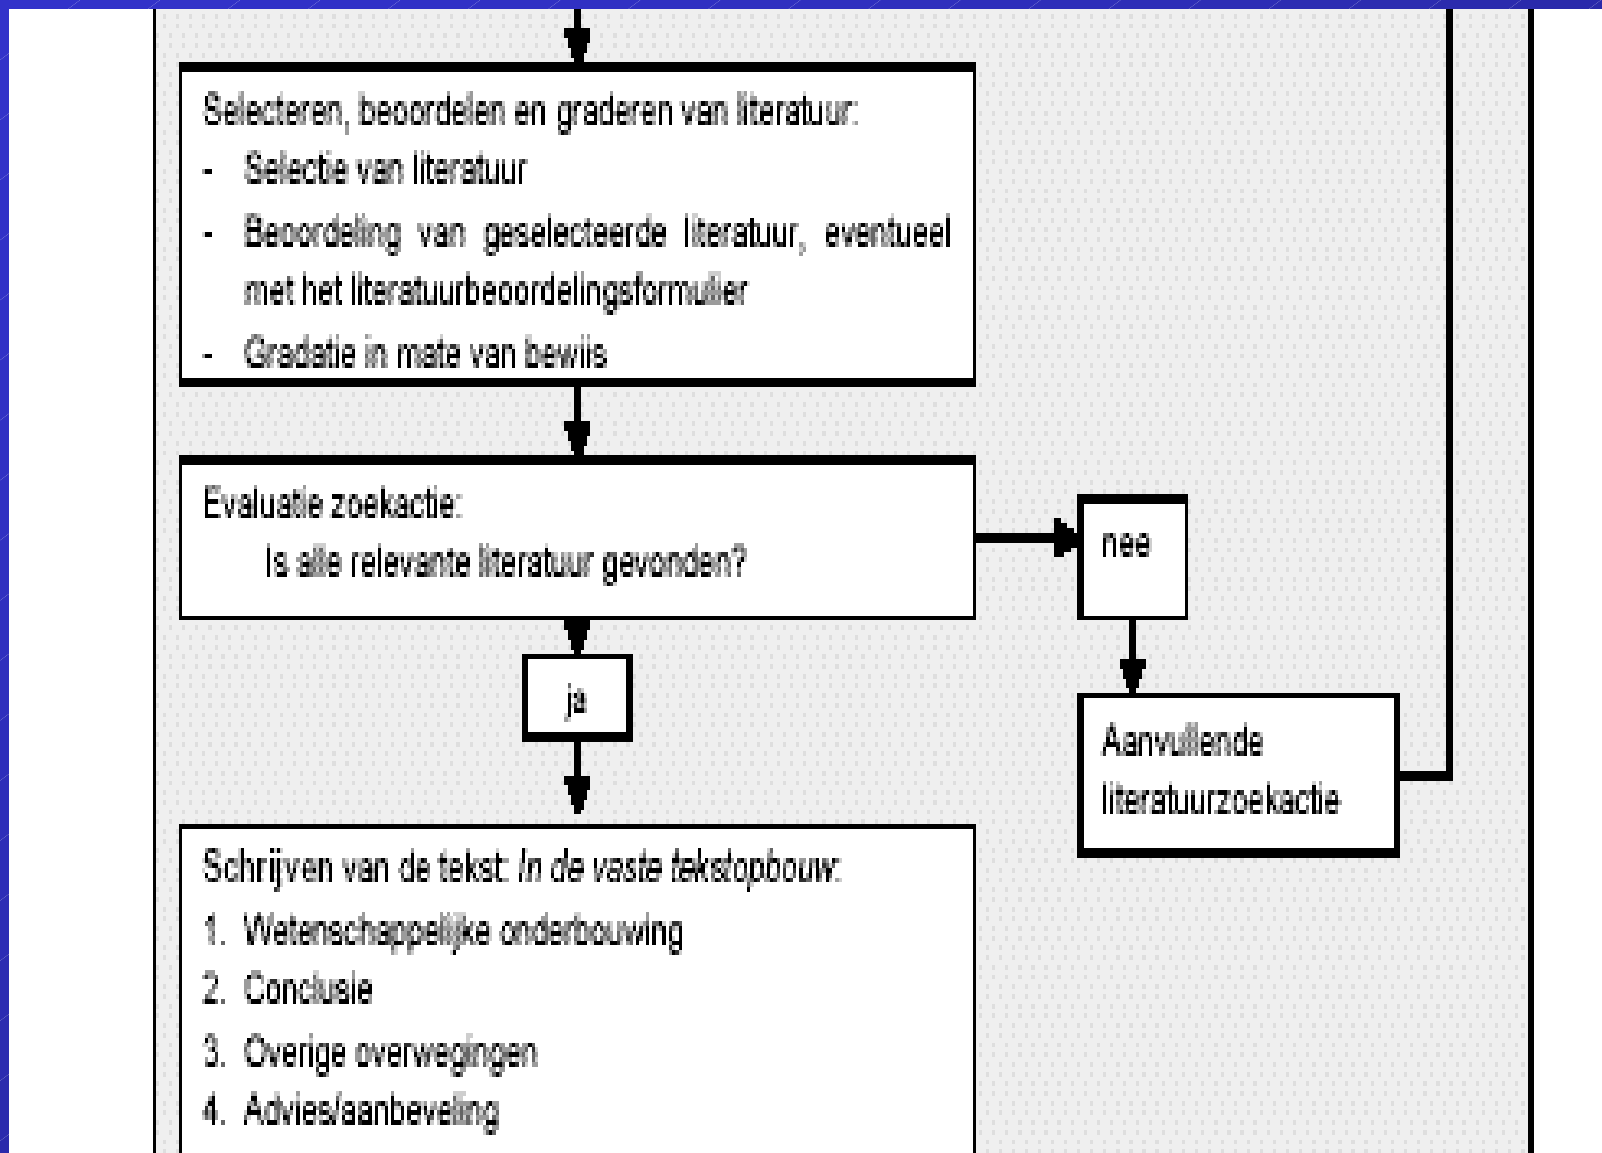 Selecteren, beoordelen en graderen van literatuur:
- Selectie van literatuur
- Beoordeling van geselecteerde literatuur, eventueel
met het literatuurbeoordelingsformulier
- Gradatie in mate van bewijs
Evaluatie zoekactie:
Is alle relevante literatuur gevonden?
nee
ja
Aanvullende
literatuurzoekactie
Schrijven van de tekst: In de vaste tekstopbouw:
1. Wetenschappelijke onderbouwing
2. Conclusie
3. Overige overwegingen
4. Advies/aanbeveling